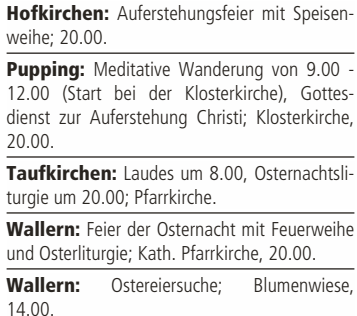 Hofkirchen: Auferstehungsfeier mit Speisen-
weihe; 20.00.
Pupping: Meditative Wanderung von 9.00 -
12.00 (Start bei der Klosterkirche), Gottes-
dienst zur Auferstehung Christi; Klosterkirche,
20.00.
Taufkirchen: Laudes um 8.00, Osternachtsli-
turgie um 20.00; Pfarrkirche.
Wallern: Feier der Osternacht mit Feuerweihe
und Osterliturgie; Kath. Pfarrkirche, 20.00.
Wallern: Ostereiersuche; Blumenwiese,
14.00.